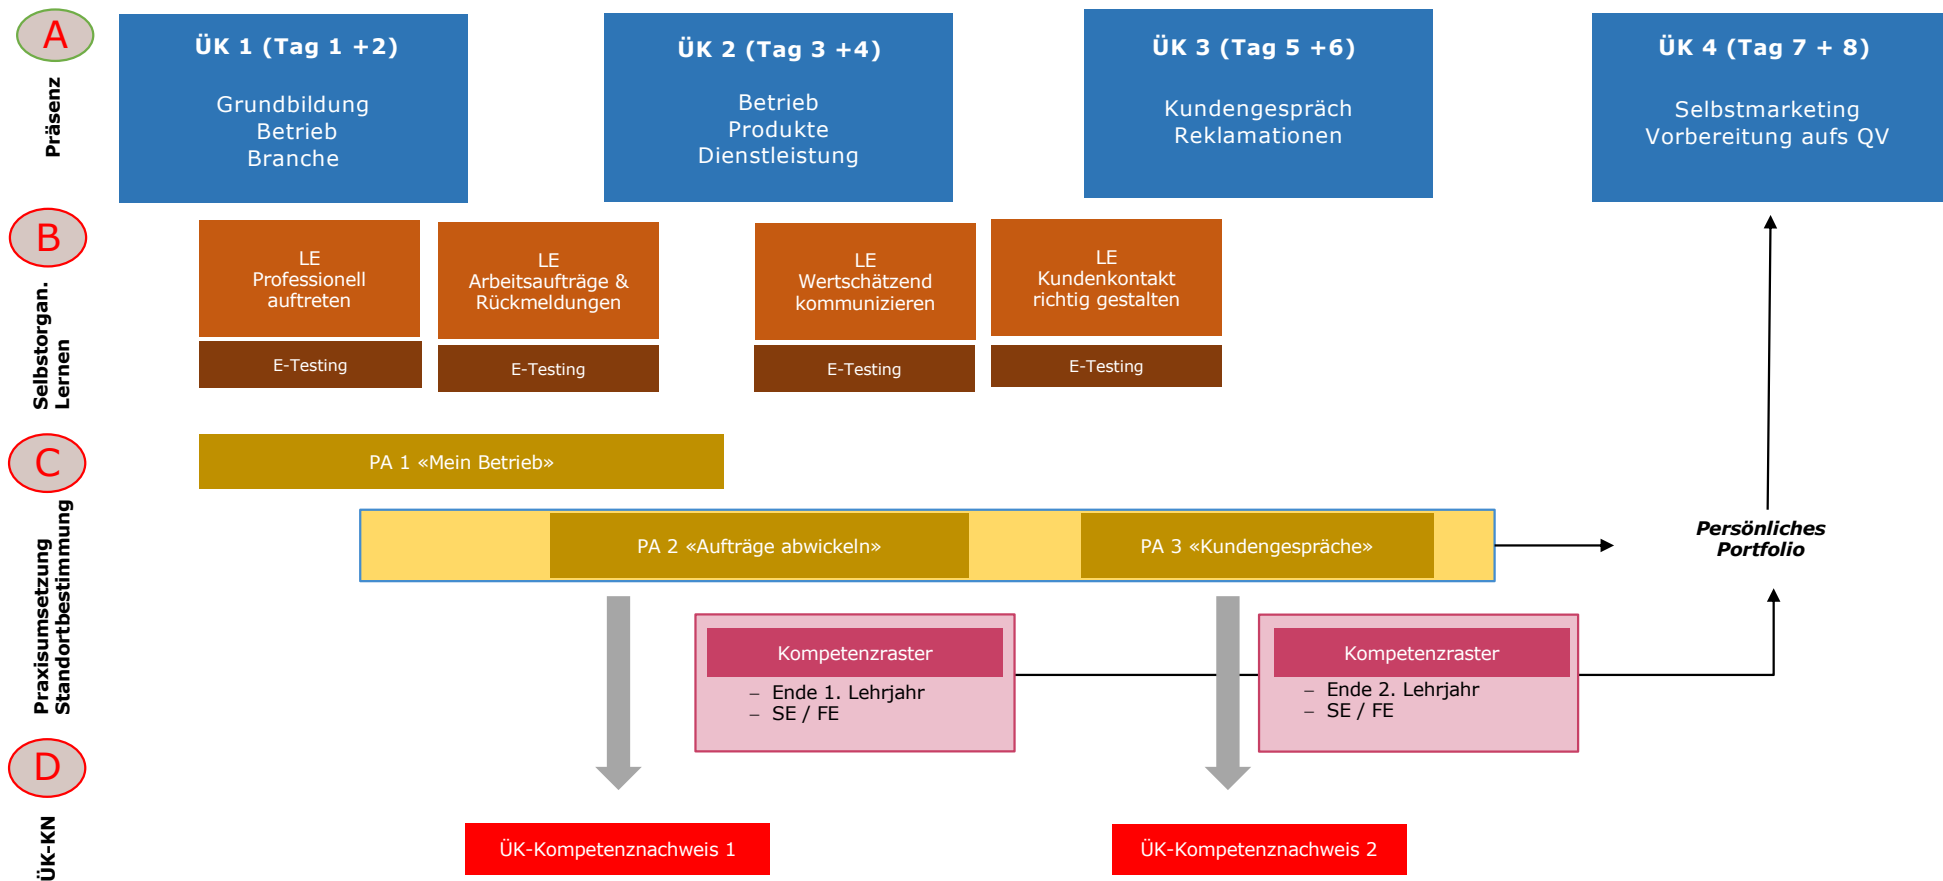 A
Präsenz
ÜK 1 (Tag 1 +2)
Grundbildung
Betrieb
Branche
ÜK 2 (Tag 3 +4)
Betrieb
Produkte
Dienstleistung
ÜK 3 (Tag 5 +6)
Kundengespräch
Reklamationen
ÜK 4 (Tag 7 + 8)
Selbstmarketing
Vorbereitung aufs QV
B
Selbstorgan.
Lernen
LE
Professionell
auftreten
E-Testing
LE
Arbeitsaufträge &
Rückmeldungen
E-Testing
LE
Wertschätzend
kommunizieren
E-Testing
LE
Kundenkontakt
richtig gestalten
E-Testing
C
Praxisumsetzung
Standortbestimmung
PA 1 «Mein Betrieb»
PA 2 «Aufträge abwickeln»
PA 3 «Kundengespräche»
Persönliches
Portfolio
Kompetenzraster
– Ende 1. Lehrjahr
– SE / FE
Kompetenzraster
– Ende 2. Lehrjahr
– SE / FE
D
ÜK-KN
ÜK-Kompetenznachweis 1
ÜK-Kompetenznachweis 2